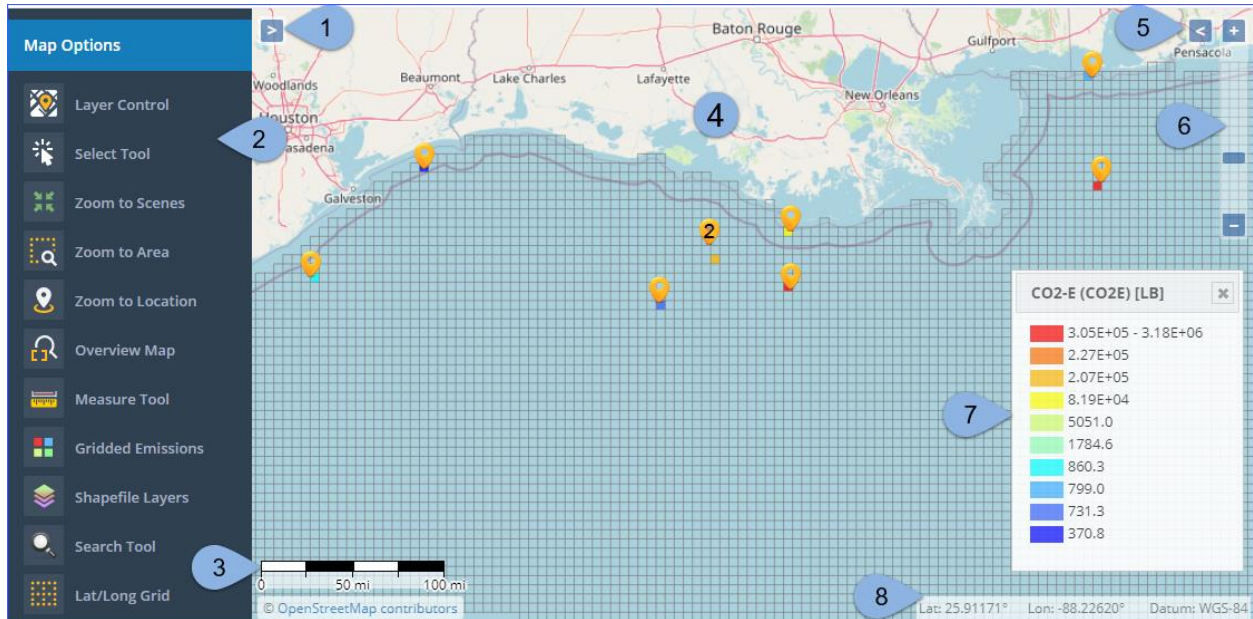 Map Options
Layer Control
Select Tool
Zoom to Scenes
Zoom to Area
Zoom to Location
Overview Map
Measure Tool
Gridded Emissions
Shapefile Layers
Search Tool
Lat/Long Grid
> 1
2
3
4
5 < +
6
−
7
8
Baton Rouge
Gulfport
Pensacola
Beaumont
Lake Charles
Lafayette
New Orleans
Woodlands
Houston
asadena
Galveston
2
CO2-E (CO2E) [LB] ×
3.05E+05 - 3.18E+06
2.27E+05
2.07E+05
8.19E+04
5051.0
1784.6
860.3
799.0
731.3
370.8
0 50 mi 100 mi
© OpenStreetMap contributors
Lat: 25.91171° Lon: -88.22620° Datum: WGS-84